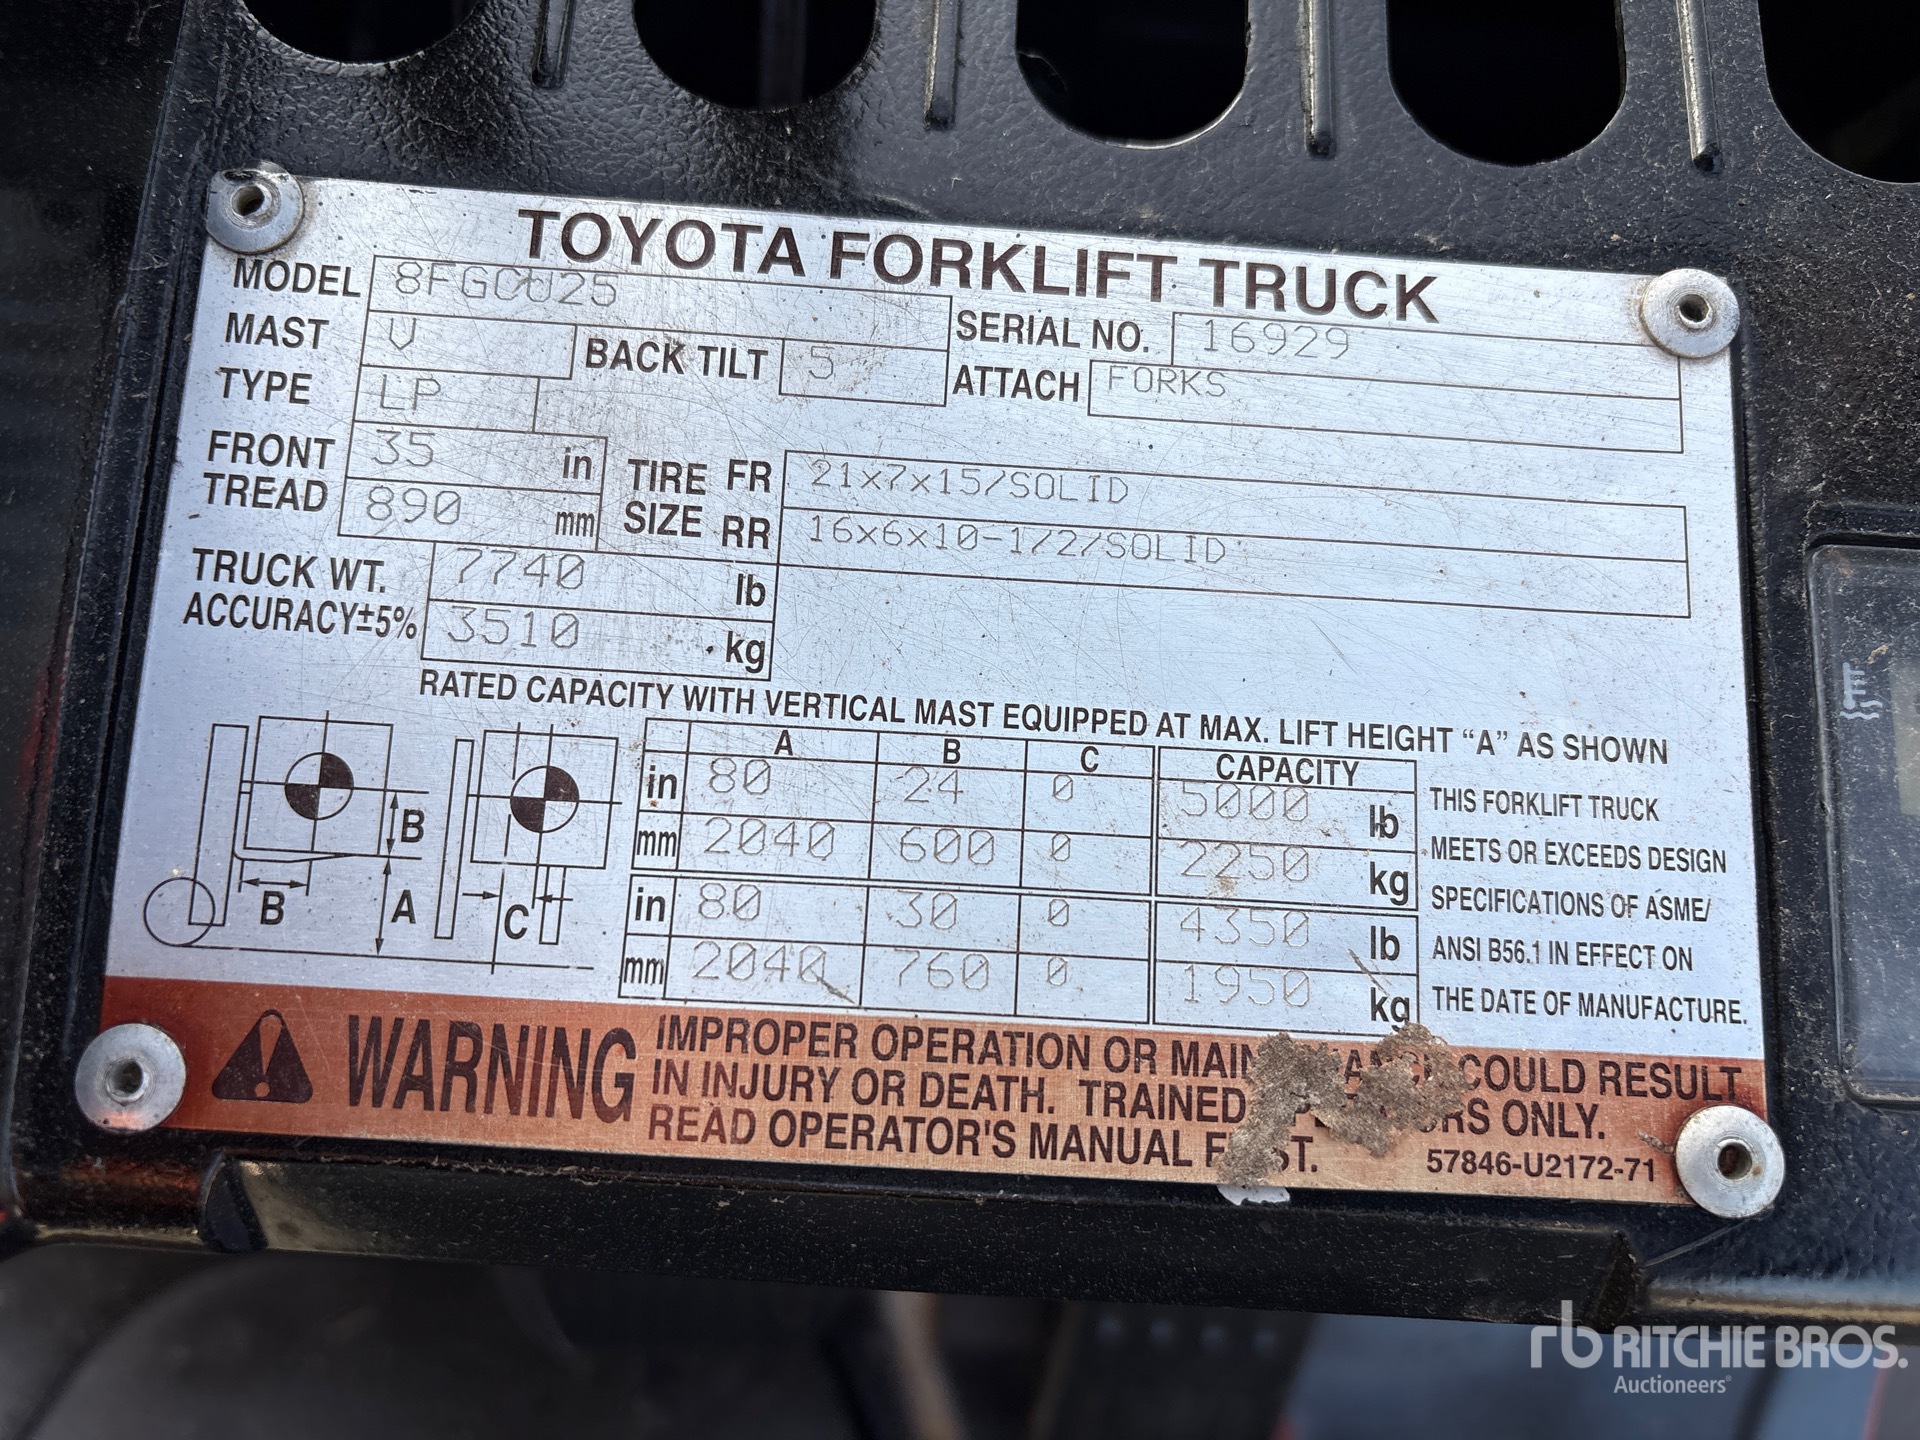 TOYOTA FORKLIFT TRUCK
MODEL 8FGCU25 SERIAL NO. 16929
MAST V BACK TILT 5 ATTACH FORKS
TYPE LP
FRONT TREAD 35 in TIRE SIZE FR 21x7x15/SOLID
890 mm RR 16x6x10-1/2/SOLID
TRUCK WT. 7740 lb
ACCURACY±5% 3510 kg
RATED CAPACITY WITH VERTICAL MAST EQUIPPED AT MAX. LIFT HEIGHT "A" AS SHOWN
A B C CAPACITY
in 80 24 0 5000 lb
mm 2040 600 0 2250 kg
in 80 30 0 4350 lb
mm 2040 760 0 1950 kg
B
B
A
C
THIS FORKLIFT TRUCK
MEETS OR EXCEEDS DESIGN
SPECIFICATIONS OF ASME/
ANSI B56.1 IN EFFECT ON
THE DATE OF MANUFACTURE.
WARNING
IMPROPER OPERATION OR COULD RESULT
IN INJURY OR DEATH. TRAINED ONLY.
READ OPERATOR'S MANUAL
57846-U2172-71
rb RITCHIE BROS.
Auctioneers